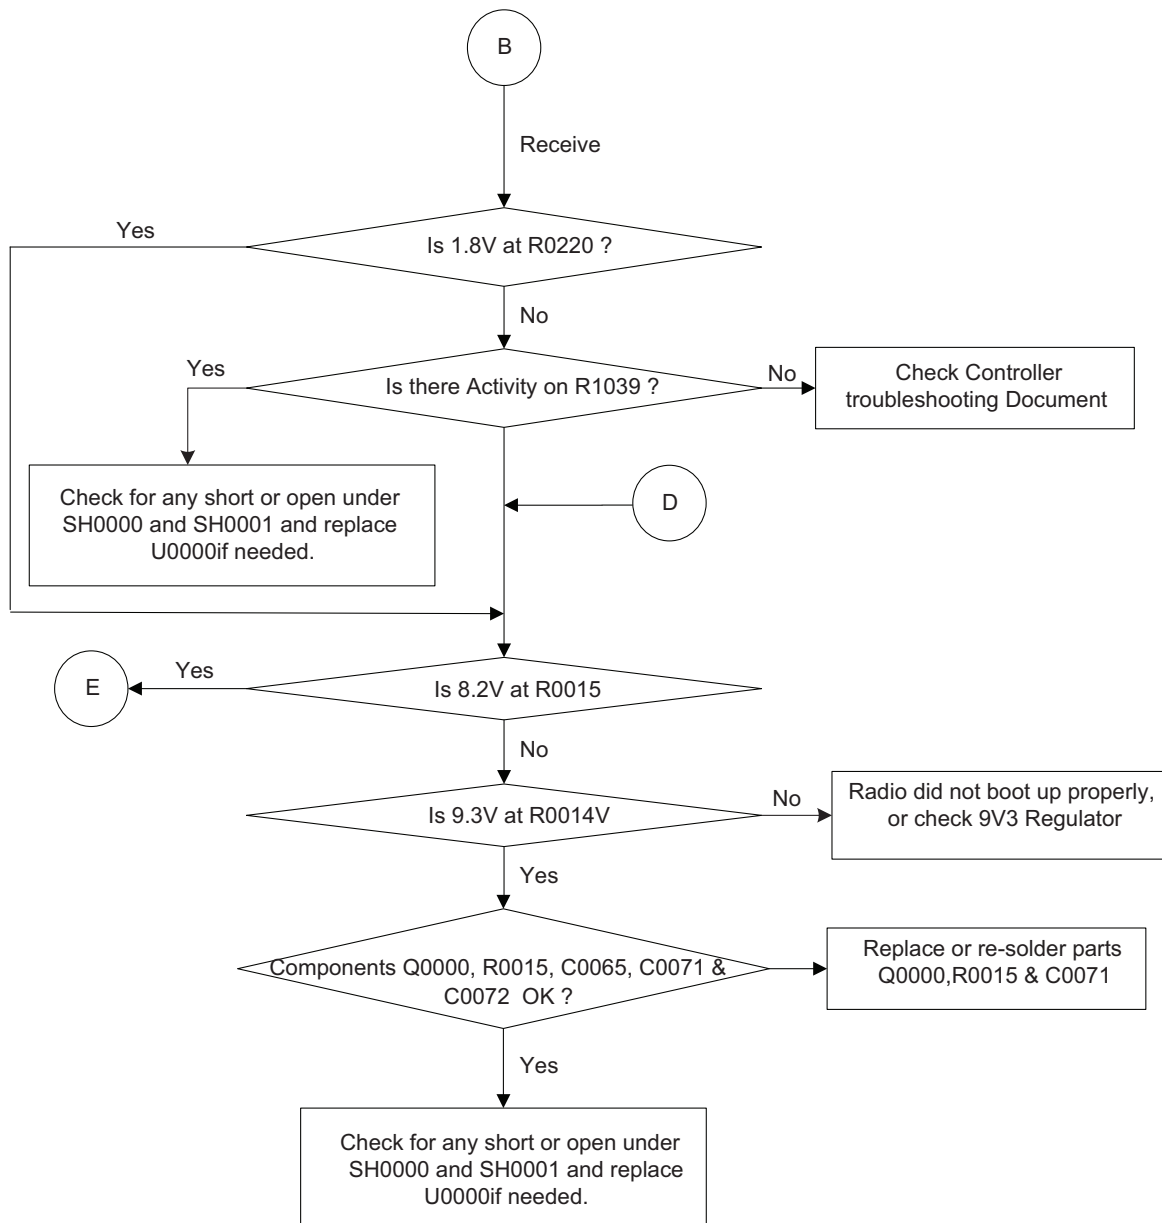 B
Receive
Yes
Is 1.8V at R0220 ?
No
Yes
Is there Activity on R1039 ?
No
Check Controller
troubleshooting Document
Check for any short or open under
SH0000 and SH0001 and replace
U0000if needed.
D
E
Yes
Is 8.2V at R0015
No
Is 9.3V at R0014V
No
Radio did not boot up properly,
or check 9V3 Regulator
Yes
Components Q0000, R0015, C0065, C0071 &
C0072 OK ?
Replace or re-solder parts
Q0000,R0015 & C0071
Yes
Check for any short or open under
SH0000 and SH0001 and replace
U0000if needed.